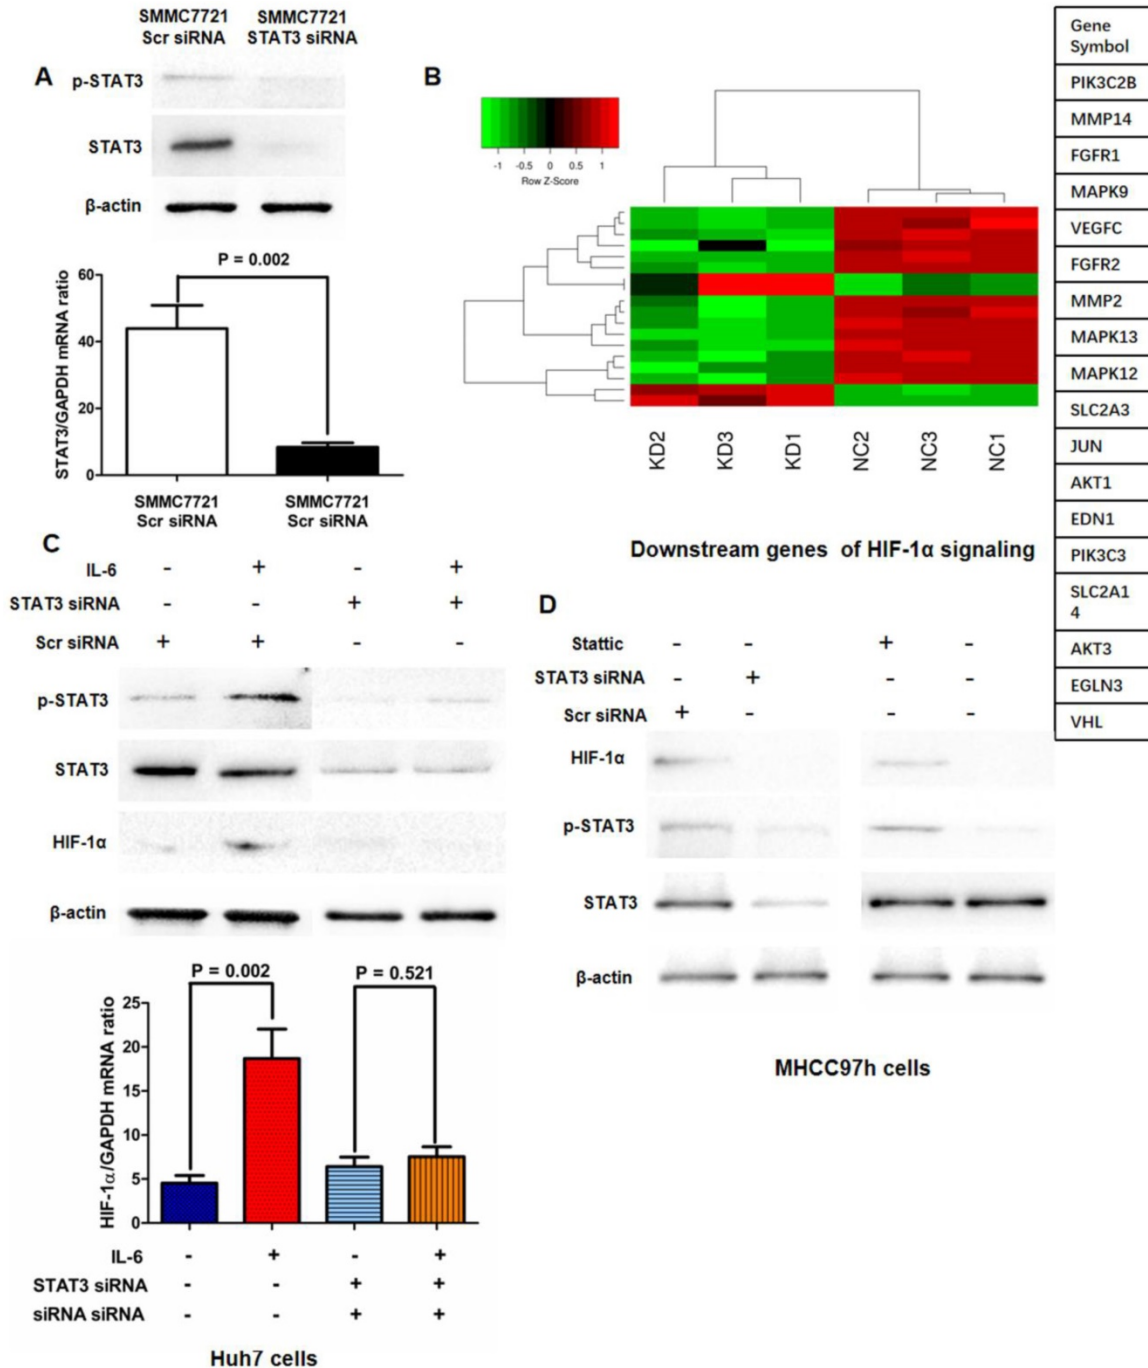 SMMC7721 SMMC7721
Scr siRNA STAT3 siRNA
A
p-STAT3
STAT3
β-actin
P = 0.002
STAT3/GAPDH mRNA ratio
60
40
20
0
SMMC7721 SMMC7721
Scr siRNA Scr siRNA
B
-1 -0.5 0 0.5 1
Row Z-Score
KD2 KD3 KD1 NC2 NC3 NC1
Downstream genes of HIF-1α signaling
Gene
Symbol
PIK3C2B
MMP14
FGFR1
MAPK9
VEGFC
FGFR2
MMP2
MAPK13
MAPK12
SLC2A3
JUN
AKT1
EDN1
PIK3C3
SLC2A1
4
AKT3
EGLN3
VHL
C
IL-6 - + - +
STAT3 siRNA - - + +
Scr siRNA + + - -
p-STAT3
STAT3
HIF-1α
β-actin
P = 0.002 P = 0.521
HIF-1α/GAPDH mRNA ratio
25
20
15
10
5
0
IL-6 - + - +
STAT3 siRNA - - + +
siRNA siRNA - - + +
Huh7 cells
D
Stattic - - + -
STAT3 siRNA - + - -
Scr siRNA + - - -
HIF-1α
p-STAT3
STAT3
β-actin
MHCC97h cells